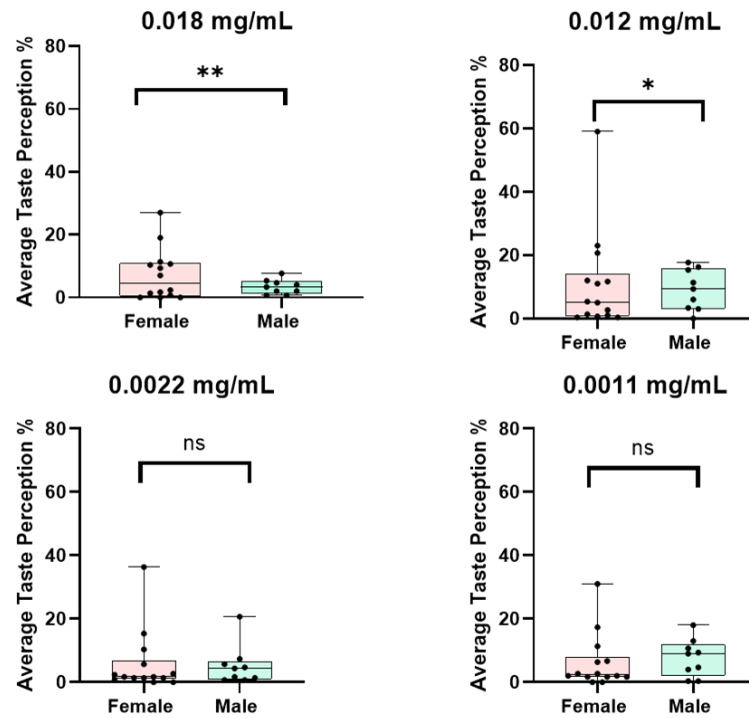 0.018 mg/mL
Average Taste Perception %
80
60
40
20
0
**
Female Male
0.012 mg/mL
Average Taste Perception %
80
60
40
20
0
*
Female Male
0.0022 mg/mL
Average Taste Perception %
80
60
40
20
0
ns
Female Male
0.0011 mg/mL
Average Taste Perception %
80
60
40
20
0
ns
Female Male